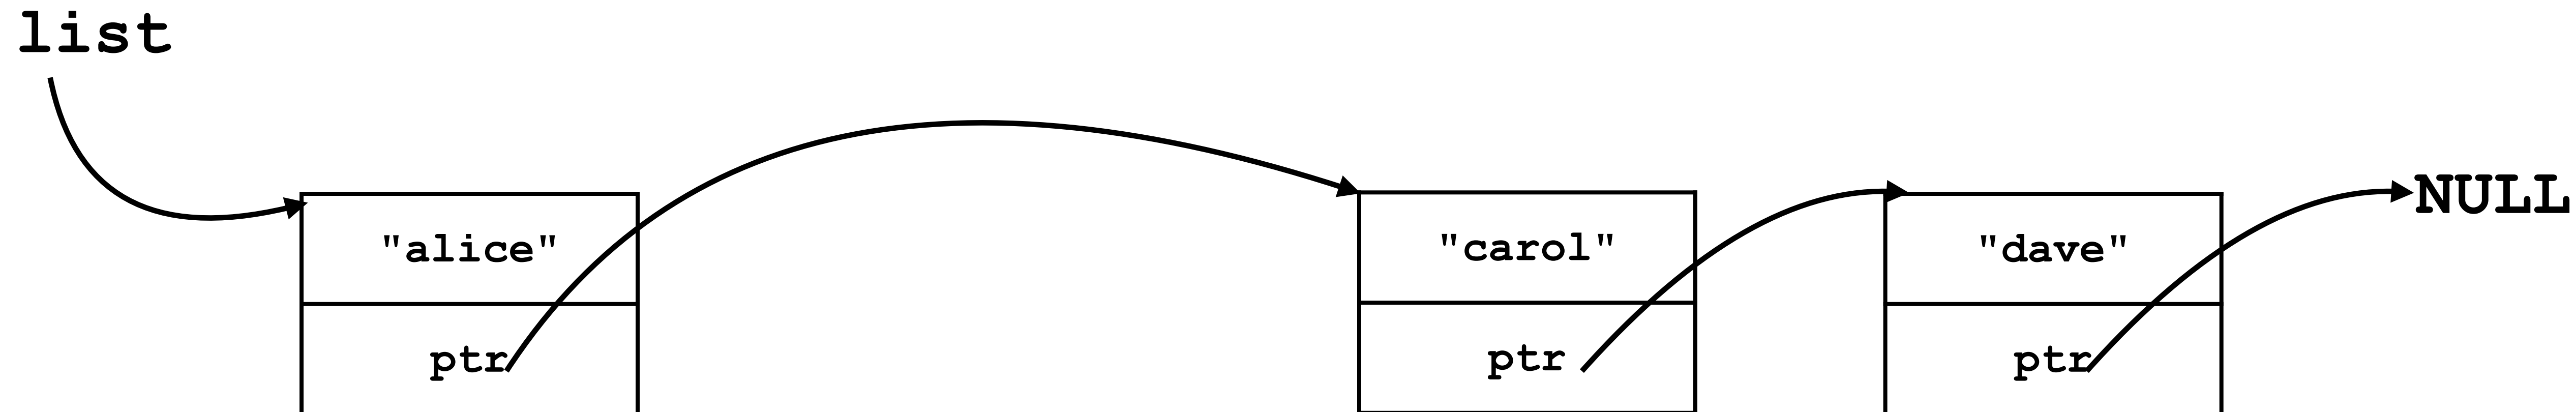 list
"alice"
"carol"
"dave"
NULL
ptr
ptr
ptr